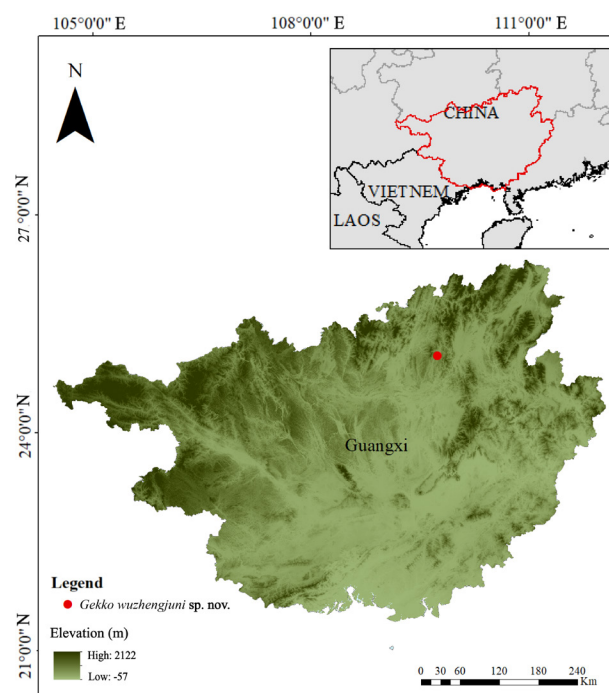 105°0'0" E 108°0'0" E 111°0'0" E
N
CHINA
VIETNEM
LAOS
27°0'0" N
24°0'0" N
Guangxi
Legend
Gekko wuzhengjuni sp. nov.
Elevation (m)
High: 2122
Low: -57
21°0'0" N
0 30 60 120 180 240
Km